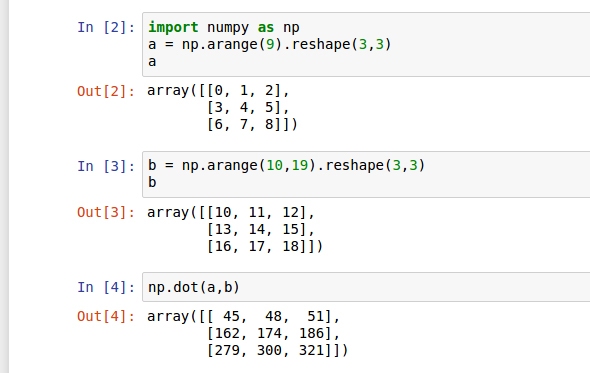 In [2]: import numpy as np
a = np.arange(9).reshape(3,3)
a
Out[2]: array([[0, 1, 2],
[3, 4, 5],
[6, 7, 8]])
In [3]: b = np.arange(10,19).reshape(3,3)
b
Out[3]: array([[10, 11, 12],
[13, 14, 15],
[16, 17, 18]])
In [4]: np.dot(a,b)
Out[4]: array([[ 45,  48,  51],
[162, 174, 186],
[279, 300, 321]])